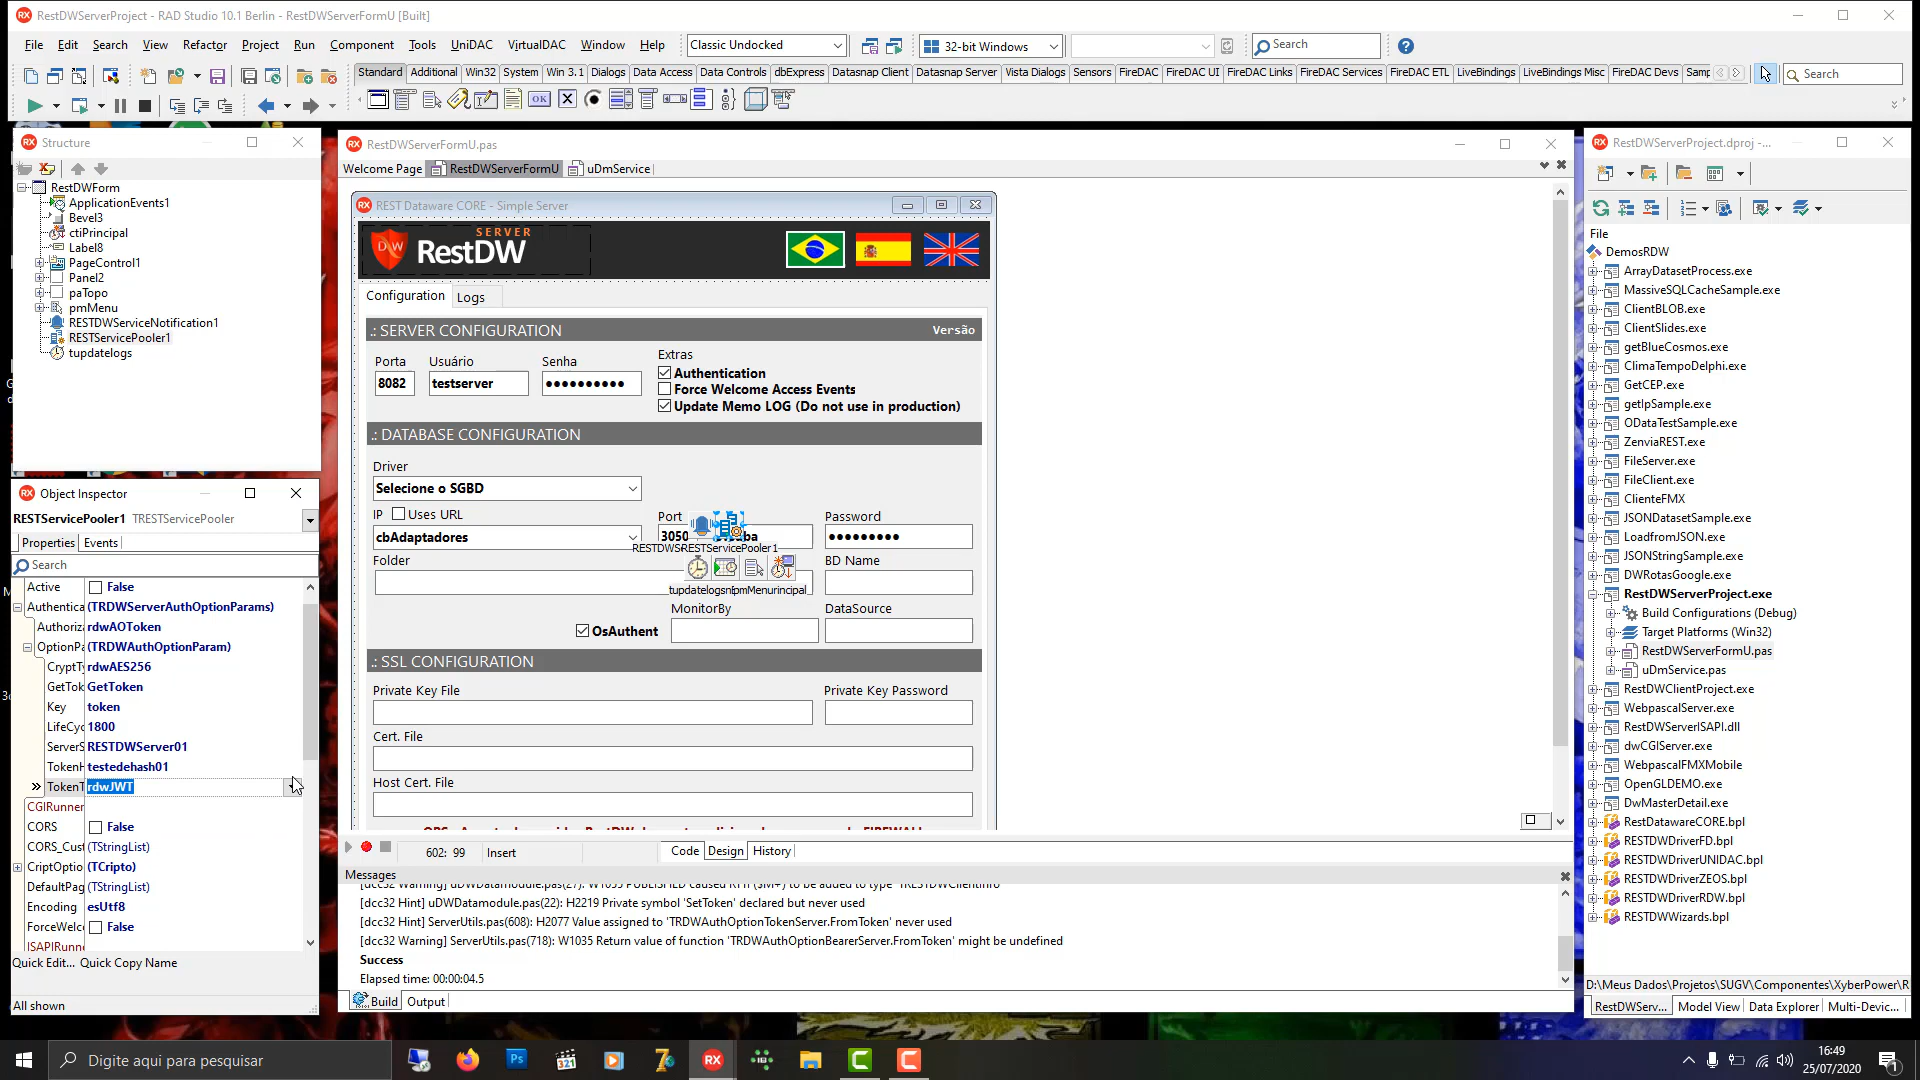 RestDWServerProject - RAD Studio 10.1 Berlin - RestDWServerFormU [Built]
File Edit Search View Refactor Project Run Component Tools UniDAC VirtualDAC Window Help
Classic Undocked
32-bit Windows
Search
Standard Additional Win32 System Win 3.1 Dialogs Data Access Data Controls dbExpress Datasnap Client Datasnap Server Vista Dialogs Sensors FireDAC FireDAC UI FireDAC Links FireDAC Services FireDAC ETL LiveBindings LiveBindings Misc FireDAC Devs Samp
Search
Structure
RestDWForm
ApplicationEvents1
Bevel3
ctiPrincipal
Label8
PageControl1
Panel2
paTopo
pmMenu
RESTDWServiceNotification1
RESTServicePooler1
tupdatelogs
Object Inspector
RESTServicePooler1 TRESTServicePooler
Properties Events
Search
Active False
Authentica (TRDWServerAuthOptionParams)
Authoriza rdwAOToken
OptionPa (TRDWAuthOptionParam)
CryptTy rdwAES256
GetTok GetToken
Key token
LifeCyc 1800
ServerS RESTDWServer01
TokenH testedehash01
TokenT rdwJWT
CGIRunner
CORS False
CORS_Cust (TStringList)
CriptOption (TCripto)
DefaultPag (TStringList)
Encoding esUtf8
ForceWelco False
ISAPIRunne
Quick Edit... Quick Copy Name
All shown
RestDWServerFormU.pas
Welcome Page RestDWServerFormU uDmService
REST Dataware CORE - Simple Server
SERVER
DW RestDW
Configuration Logs
.: SERVER CONFIGURATION Versão
Porta Usuário Senha Extras
8082 testserver ●●●●●●●●●●
Authentication
Force Welcome Access Events
Update Memo LOG (Do not use in production)
.: DATABASE CONFIGURATION
Driver
Selecione o SGBD
IP Uses URL Port Password
cbAdaptadores 3050 ●●●●●●●●●
RESTServicePooler1
Folder BD Name
MonitorBy DataSource
OsAuthent
.: SSL CONFIGURATION
Private Key File Private Key Password
Cert. File
Host Cert. File
602: 99 Insert Code Design History
Messages
[dcc32 Hint] uDWDatamodule.pas(22): H2219 Private symbol 'SetToken' declared but never used
[dcc32 Hint] ServerUtils.pas(608): H2077 Value assigned to 'TRDWAuthOptionTokenServer.FromToken' never used
[dcc32 Warning] ServerUtils.pas(718): W1035 Return value of function 'TRDWAuthOptionBearerServer.FromToken' might be undefined
Success
Elapsed time: 00:00:04.5
Build Output
RestDWServerProject.dproj -...
File
DemosRDW
ArrayDatasetProcess.exe
MassiveSQLCacheSample.exe
ClientBLOB.exe
ClientSlides.exe
getBlueCosmos.exe
ClimaTempoDelphi.exe
GetCEP.exe
getIpSample.exe
ODataTestSample.exe
ZenviaREST.exe
FileServer.exe
FileClient.exe
ClienteFMX
JSONDatasetSample.exe
LoadfromJSON.exe
JSONStringSample.exe
DWRotasGoogle.exe
RestDWServerProject.exe
Build Configurations (Debug)
Target Platforms (Win32)
RestDWServerFormU.pas
uDmService.pas
RestDWClientProject.exe
WebpascalServer.exe
RestDWServerISAPI.dll
dwCGIServer.exe
WebpascalFMXMobile
OpenGLDEMO.exe
DwMasterDetail.exe
RestDatawareCORE.bpl
RESTDWDriverFD.bpl
RESTDWDriverUNIDAC.bpl
RESTDWDriverZEOS.bpl
RESTDWDriverRDW.bpl
RESTDWWizards.bpl
D:\Meus Dados\Projetos\SUGV\Componentes\XyberPower\R
RestDWServ... Model View Data Explorer Multi-Devic...
Digite aqui para pesquisar
16:49
25/07/2020